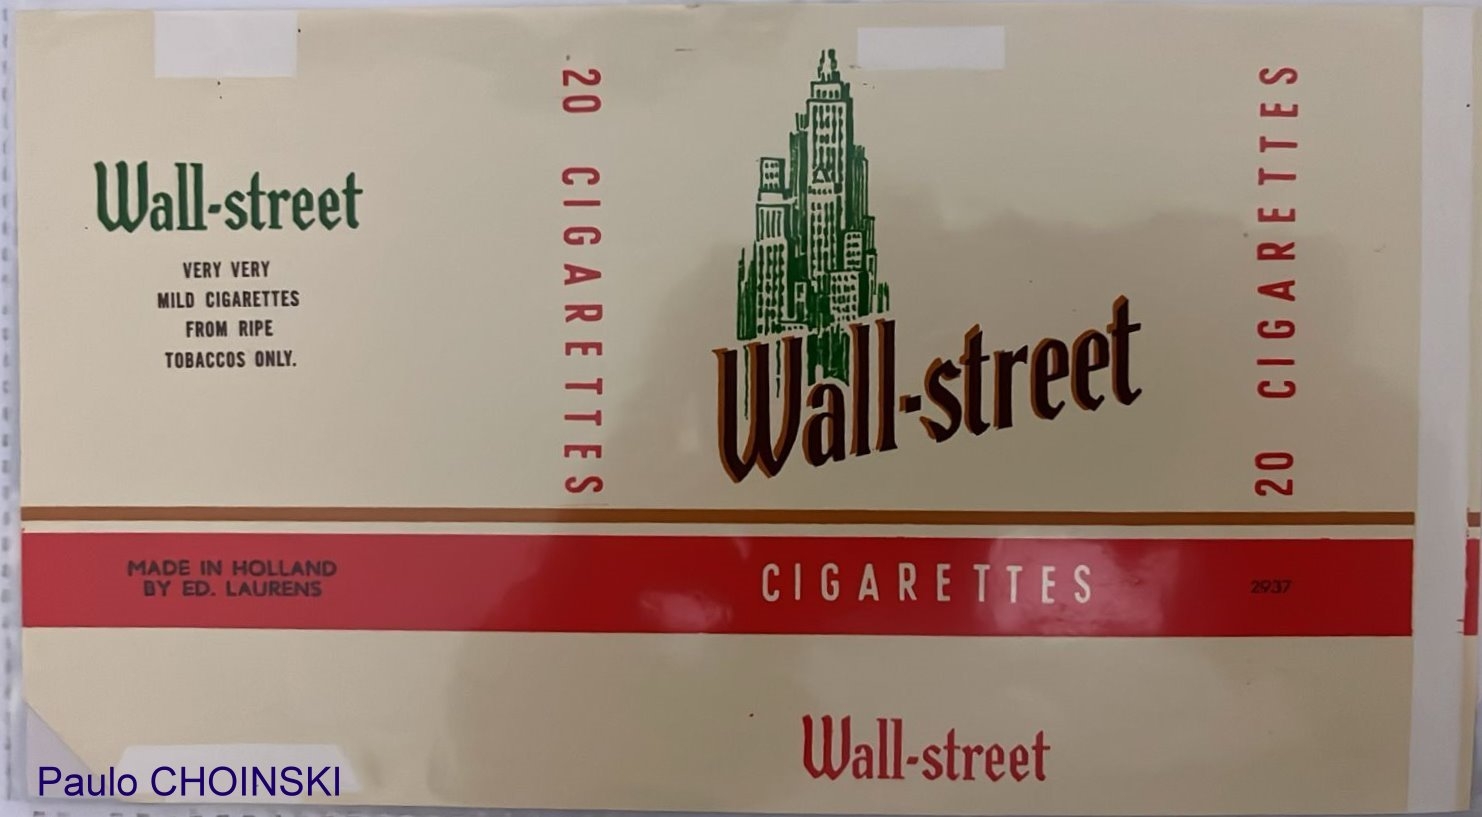 Wall-street
VERY VERY
MILD CIGARETTES
FROM RIPE
TOBACCOS ONLY.
MADE IN HOLLAND
BY ED. LAURENS
20 CIGARETTES
Wall-street
CIGARETTES
Wall-street
20 CIGARETTES
2937
Paulo CHOINSKI